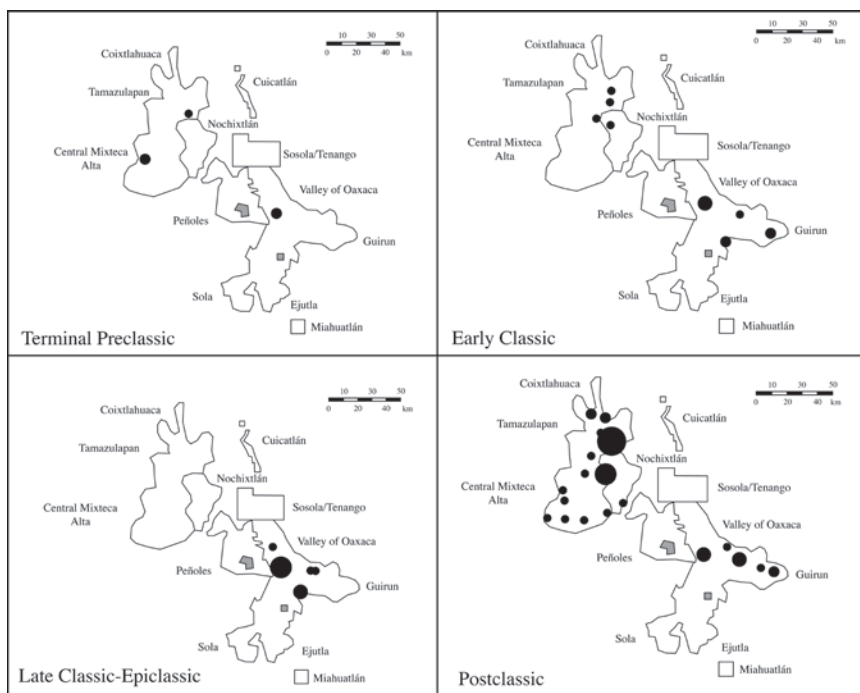 Coixtlahuaca
10 30 50
0 20 40
km
Cuicatlán
Tamazulapan
Nochixtlán
Central Mixteca
Alta
Sosola/Tenango
Valley of Oaxaca
Peñoles
Guirun
Sola
Ejutla
Miahuatlán
Terminal Preclassic
Coixtlahuaca
10 30 50
0 20 40
km
Cuicatlán
Tamazulapan
Nochixtlán
Central Mixteca
Alta
Sosola/Tenango
Valley of Oaxaca
Peñoles
Guirun
Sola
Ejutla
Miahuatlán
Early Classic
Coixtlahuaca
10 30 50
0 20 40
km
Cuicatlán
Tamazulapan
Nochixtlán
Central Mixteca
Alta
Sosola/Tenango
Valley of Oaxaca
Peñoles
Guirun
Sola
Ejutla
Miahuatlán
Late Classic-Epiclassic
Coixtlahuaca
10 30 50
0 20 40
km
Cuicatlán
Tamazulapan
Nochixtlán
Central Mixteca
Alta
Sosola/Tenango
Valley of Oaxaca
Peñoles
Guirun
Sola
Ejutla
Miahuatlán
Postclassic